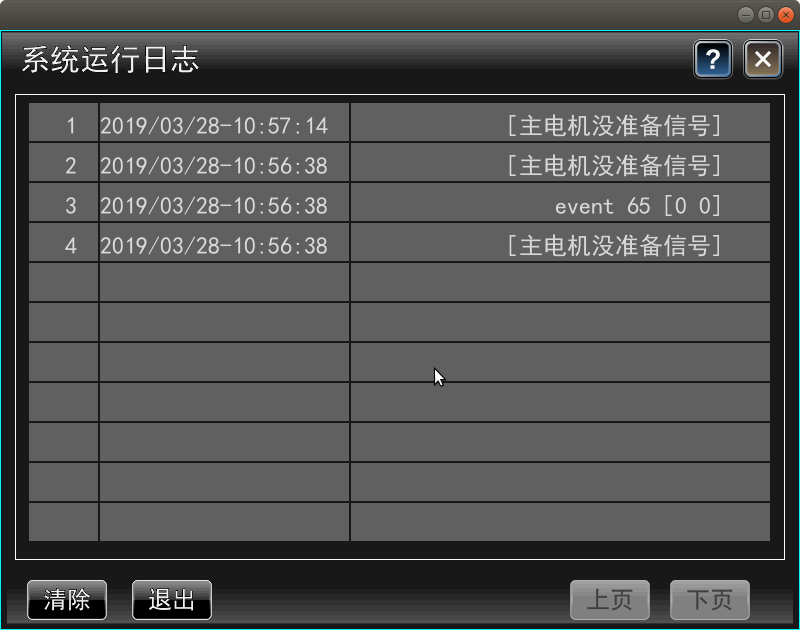 系统运行日志
?
1 2019/03/28-10:57:14 [主电机没准备信号]
2 2019/03/28-10:56:38 [主电机没准备信号]
3 2019/03/28-10:56:38 event 65 [0 0]
4 2019/03/28-10:56:38 [主电机没准备信号]
清除 退出 上页 下页